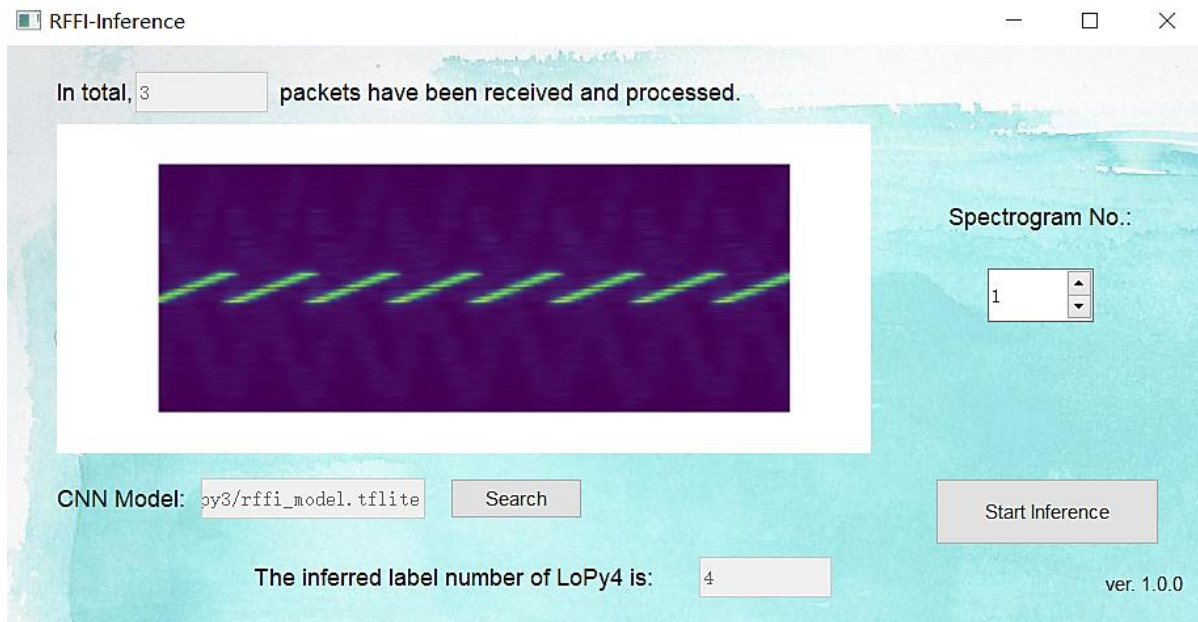 RFFI-Inference
In total, 3 packets have been received and processed.
Spectrogram No.:
1
CNN Model: py3/rffi_model.tflite Search
Start Inference
The inferred label number of LoPy4 is: 4
ver. 1.0.0